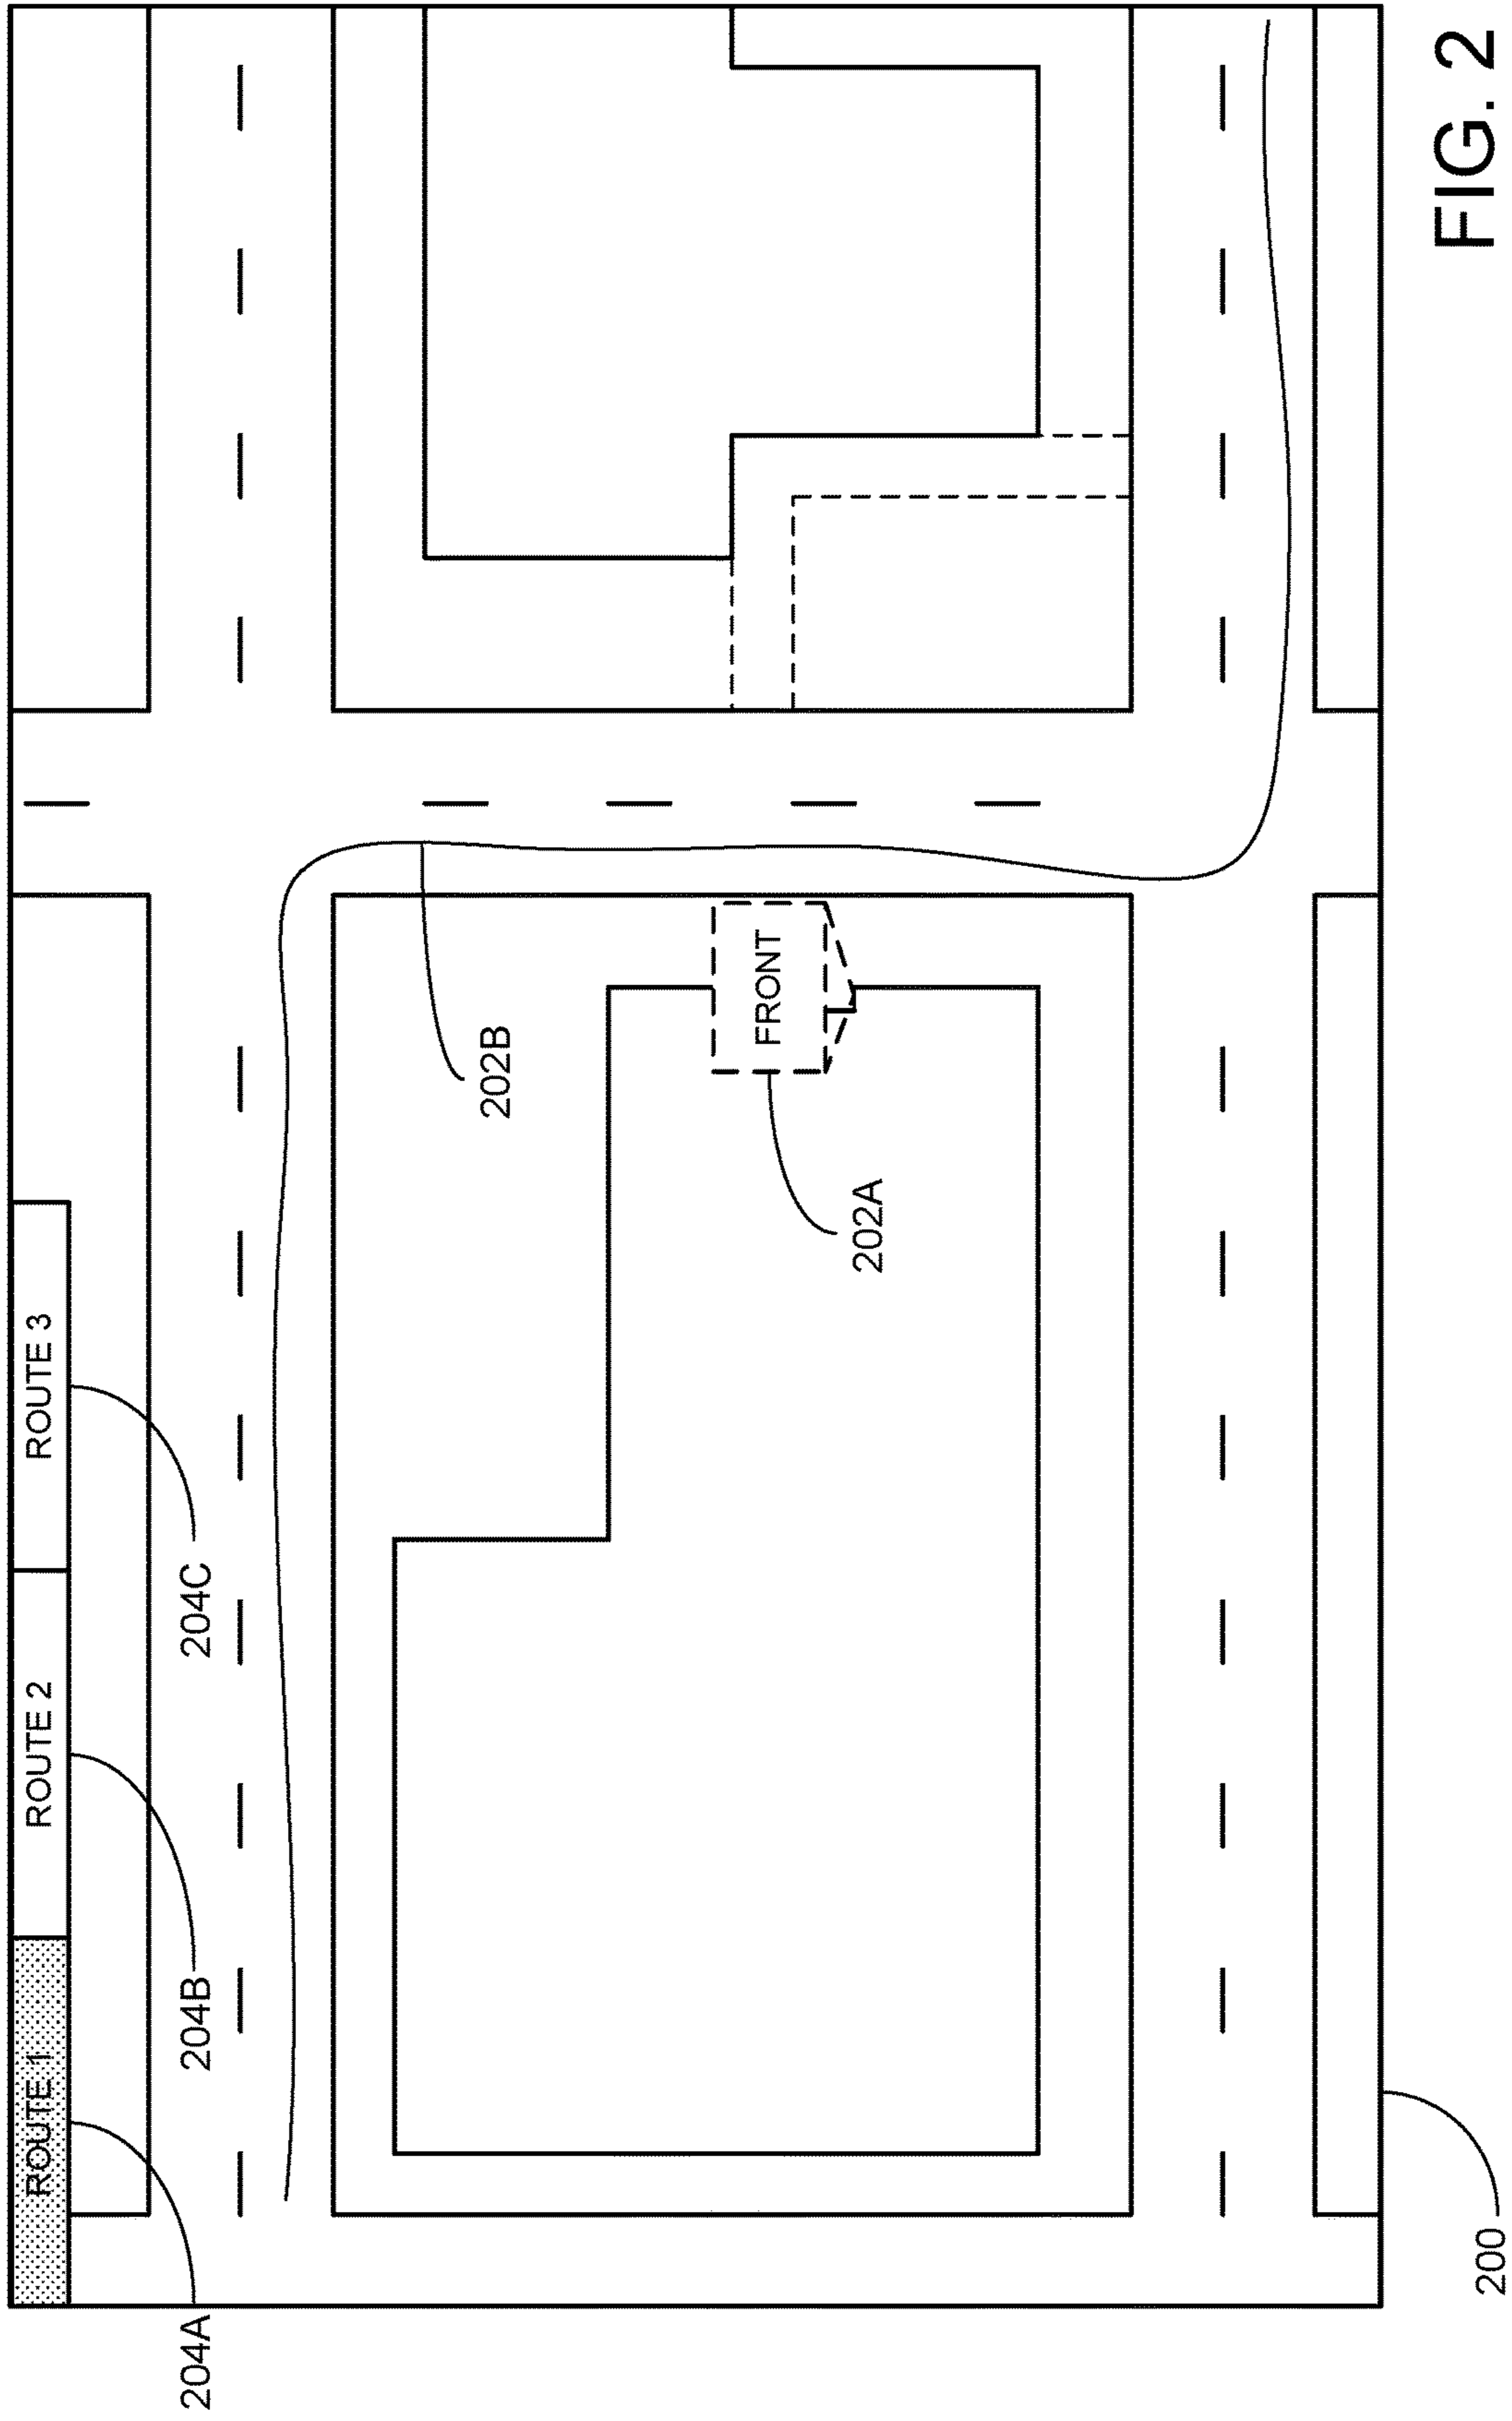 ROUTE 1
ROUTE 2
ROUTE 3
204A
204B
204C
202B
FRONT
202A
200
FIG. 2